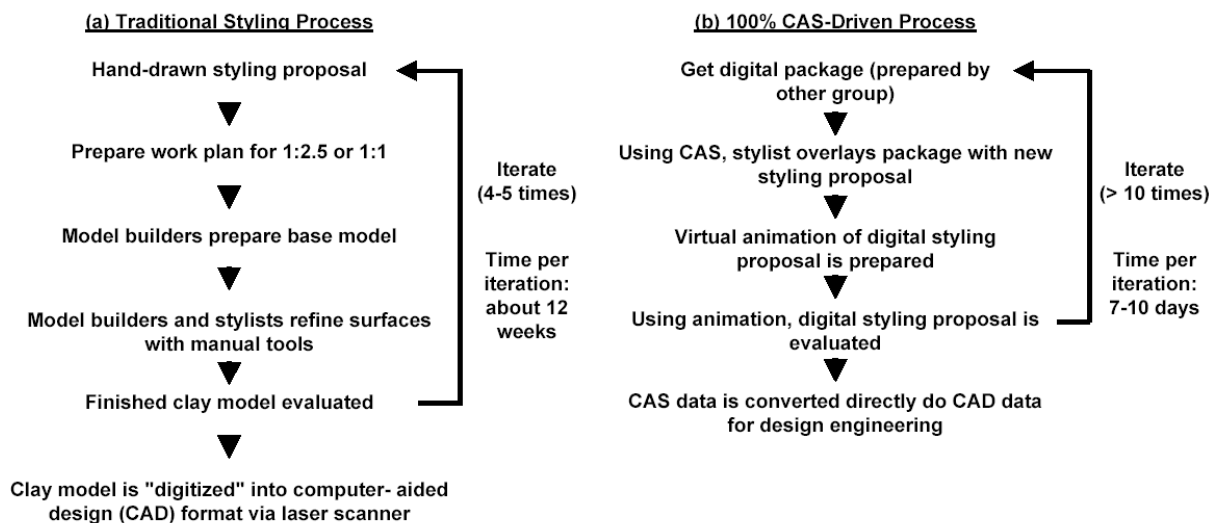 (a) Traditional Styling Process
Hand-drawn styling proposal
Prepare work plan for 1:2.5 or 1:1
Model builders prepare base model
Model builders and stylists refine surfaces
with manual tools
Finished clay model evaluated
Clay model is "digitized" into computer- aided
design (CAD) format via laser scanner
Iterate
(4-5 times)
Time per
iteration:
about 12
weeks
(b) 100% CAS-Driven Process
Get digital package (prepared by
other group)
Using CAS, stylist overlays package with new
styling proposal
Virtual animation of digital styling
proposal is prepared
Using animation, digital styling proposal is
evaluated
CAS data is converted directly do CAD data
for design engineering
Iterate
(> 10 times)
Time per
iteration:
7-10 days